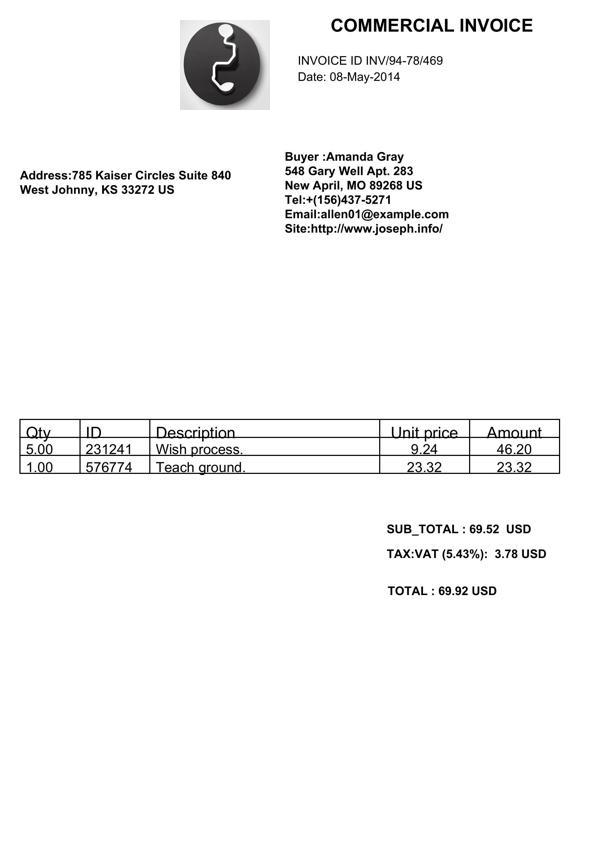 COMMERCIAL INVOICE
INVOICE ID INV/94-78/469
Date: 08-May-2014
Address:785 Kaiser Circles Suite 840
West Johnny, KS 33272 US
Buyer :Amanda Gray
548 Gary Well Apt. 283
New April, MO 89268 US
Tel:+(156)437-5271
Email:allen01@example.com
Site:http://www.joseph.info/
Qty ID Description Unit price Amount
5.00 231241 Wish process. 9.24 46.20
1.00 576774 Teach ground. 23.32 23.32
SUB_TOTAL : 69.52 USD
TAX:VAT (5.43%): 3.78 USD
TOTAL : 69.92 USD